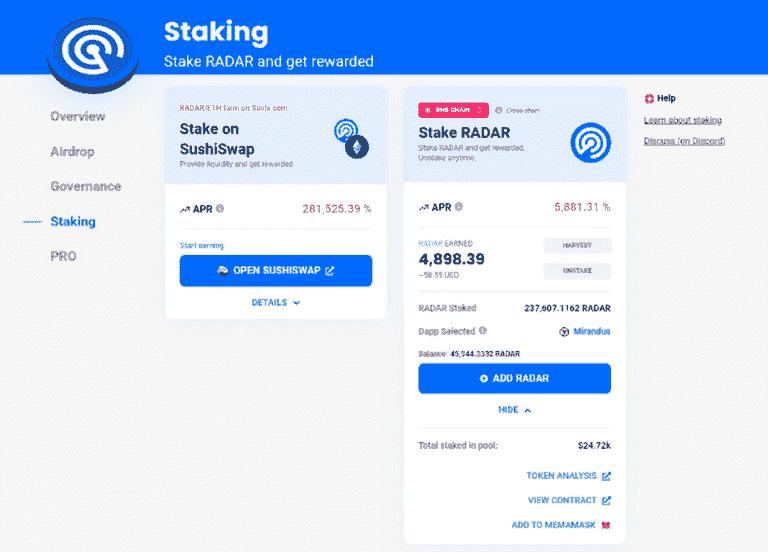 Staking
Stake RADAR and get rewarded
Overview
Airdrop
Governance
Staking
PRO
RADAR/ETH farm on Sushi.com
Stake on
SushiSwap
Provide liquidity and get rewarded
APR
281,525.39 %
Start earning
OPEN SUSHISWAP
DETAILS
BNB CHAIN
Cross-chain
Stake RADAR
Stake RADAR and get rewarded.
Unstake anytime.
APR
5,881.31 %
RADAR EARNED
4,898.39
HARVEST
~58.55 USD
UNSTAKE
RADAR Staked
237,607.1162 RADAR
Dapp Selected
Mirandus
Balance: 45,944.3332 RADAR
ADD RADAR
HIDE
Total staked in pool:
$24.72k
TOKEN ANALYSIS
VIEW CONTRACT
ADD TO MEMAMASK
Help
Learn about staking
Discuss (on Discord)